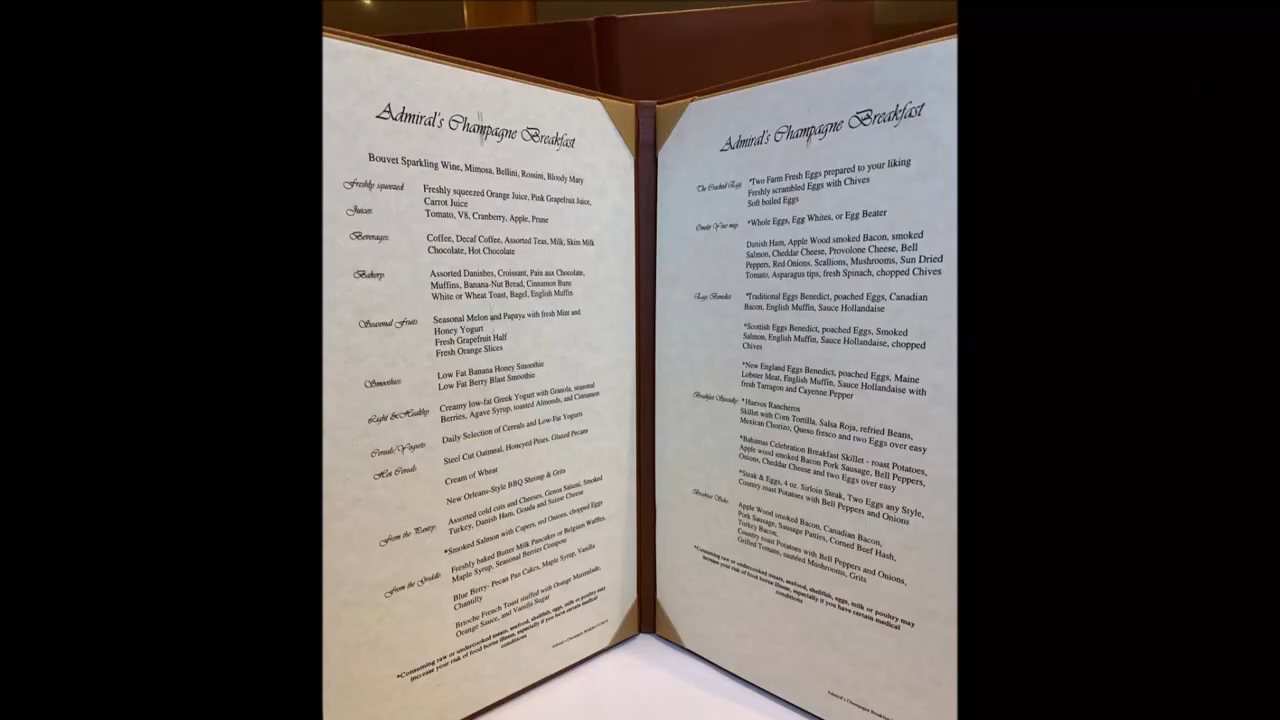 Admiral's Champagne Breakfast
Bouvet Sparkling Wine, Mimosa, Bellini, Rossini, Bloody Mary
Freshly squeezed Freshly squeezed Orange Juice, Pink Grapefruit Juice,
Carrot Juice
Juices: Tomato, V8, Cranberry, Apple, Prune
Beverages: Coffee, Decaf Coffee, Assorted Teas, Milk, Skim Milk
Chocolate, Hot Chocolate
Bakery: Assorted Danishes, Croissant, Pain aux Chocolate,
Muffins, Banana-Nut Bread, Cinnamon Buns
White or Wheat Toast, Bagel, English Muffin
Seasonal Fruits Seasonal Melon and Papaya with fresh Mint and
Honey Yogurt
Fresh Grapefruit Half
Fresh Orange Slices
Smoothies: Low Fat Banana Honey Smoothie
Low Fat Berry Blast Smoothie
Light & Healthy: Creamy low-fat Greek Yogurt with Granola, seasonal
Berries, Agave Syrup, toasted Almonds, and Cinnamon
Cereals/Yogurts Daily Selection of Cereals and Low-Fat Yogurts
Hot Cereals Steel Cut Oatmeal, Honeyed Pears, Glazed Pecans
Cream of Wheat
New Orleans-Style BBQ Shrimp & Grits
From the Pantry: Assorted cold cuts and Cheeses, Genoa Salami, Smoked
Turkey, Danish Ham, Gouda and Suisse Cheese
*Smoked Salmon with Capers, red Onions, chopped Eggs
From the Griddle Freshly baked Butter Milk Pancakes or Belgium Waffles,
Maple Syrup, Seasonal Berries Compote
Blue Berry- Pecan Pan Cakes, Maple Syrup, Vanilla
Chantilly
Brioche French Toast stuffed with Orange Marmalade,
Orange Sauce, and Vanilla Sugar
*Consuming raw or undercooked meats, seafood, shellfish, eggs, milk or poultry may
increase your risk of food borne illness, especially if you have certain medical
conditions
Admiral's Champagne Breakfast
Admiral's Champagne Breakfast
The Cracked Egg: *Two Farm Fresh Eggs prepared to your liking
Freshly scrambled Eggs with Chives
Soft boiled Eggs
Omelet Your way: *Whole Eggs, Egg Whites, or Egg Beater
Danish Ham, Apple Wood smoked Bacon, smoked
Salmon, Cheddar Cheese, Provolone Cheese, Bell
Peppers, Red Onions, Scallions, Mushrooms, Sun Dried
Tomato, Asparagus tips, fresh Spinach, chopped Chives
Eggs Benedict: *Traditional Eggs Benedict, poached Eggs, Canadian
Bacon, English Muffin, Sauce Hollandaise
*Scottish Eggs Benedict, poached Eggs, Smoked
Salmon, English Muffin, Sauce Hollandaise, chopped
Chives
*New England Eggs Benedict, poached Eggs, Maine
Lobster Meat, English Muffin, Sauce Hollandaise with
fresh Tarragon and Cayenne Pepper
Breakfast Specialty: *Huevos Rancheros
Skillet with Corn Tortilla, Salsa Roja, refried Beans,
Mexican Chorizo, Queso fresco and two Eggs over easy
*Bahamas Celebration Breakfast Skillet - roast Potatoes,
Apple wood smoked Bacon Pork Sausage, Bell Peppers,
Onions, Cheddar Cheese and two Eggs over easy
*Steak & Eggs, 4 oz. Sirloin Steak, Two Eggs any Style,
Country roast Potatoes with Bell Peppers and Onions
Breakfast Sides: Apple Wood smoked Bacon, Canadian Bacon,
Pork Sausage, Sausage Patties, Corned Beef Hash,
Turkey Bacon,
Country roast Potatoes with Bell Peppers and Onions,
Grilled Tomato, sautéed Mushrooms, Grits
*Consuming raw or undercooked meats, seafood, shellfish, eggs, milk or poultry may
increase your risk of food borne illness, especially if you have certain medical
conditions
Admiral's Champagne Breakfast